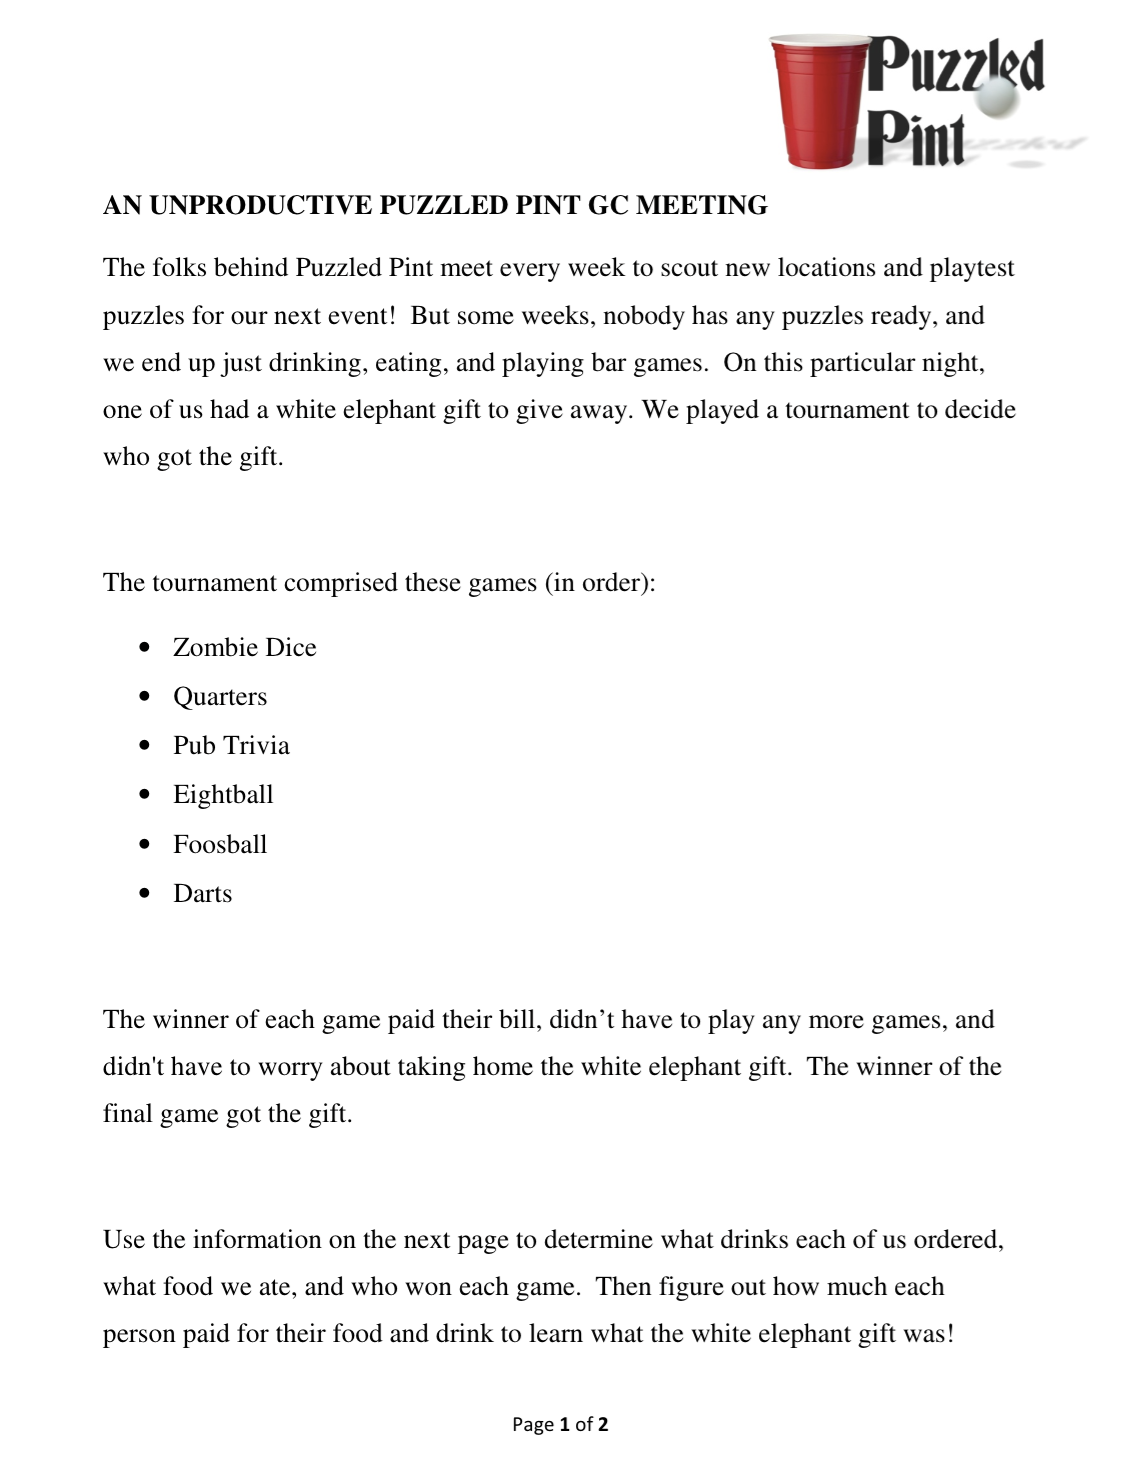 Puzzled
Pint
AN UNPRODUCTIVE PUZZLED PINT GC MEETING
The folks behind Puzzled Pint meet every week to scout new locations and playtest
puzzles for our next event!  But some weeks, nobody has any puzzles ready, and
we end up just drinking, eating, and playing bar games.  On this particular night,
one of us had a white elephant gift to give away. We played a tournament to decide
who got the gift.
The tournament comprised these games (in order):
• Zombie Dice
• Quarters
• Pub Trivia
• Eightball
• Foosball
• Darts
The winner of each game paid their bill, didn’t have to play any more games, and
didn't have to worry about taking home the white elephant gift.  The winner of the
final game got the gift.
Use the information on the next page to determine what drinks each of us ordered,
what food we ate, and who won each game.  Then figure out how much each
person paid for their food and drink to learn what the white elephant gift was!
Page 1 of 2